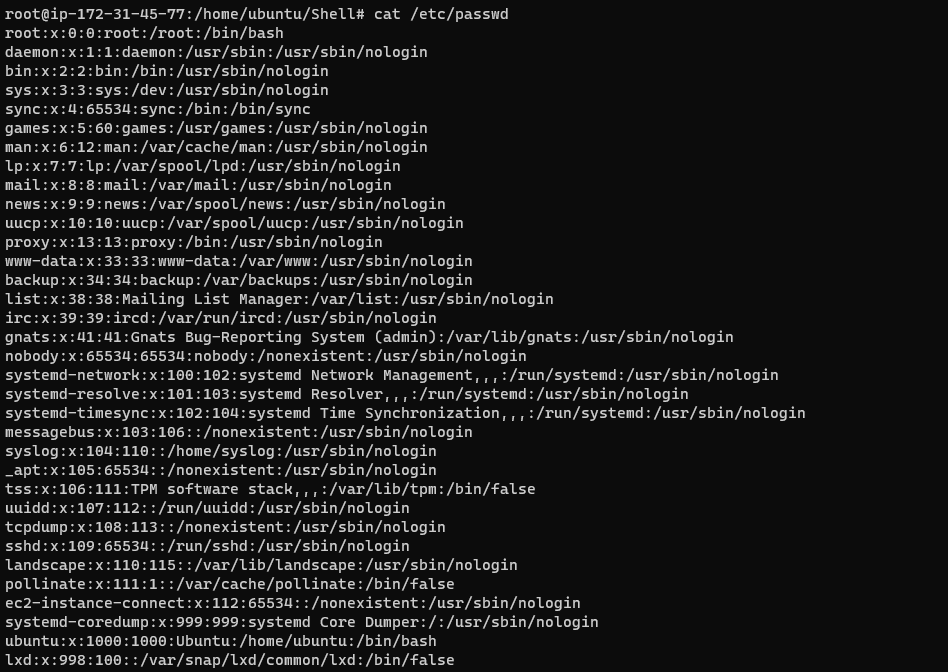 root@ip-172-31-45-77:/home/ubuntu/Shell# cat /etc/passwd
root:x:0:0:root:/root:/bin/bash
daemon:x:1:1:daemon:/usr/sbin:/usr/sbin/nologin
bin:x:2:2:bin:/bin:/usr/sbin/nologin
sys:x:3:3:sys:/dev:/usr/sbin/nologin
sync:x:4:65534:sync:/bin:/bin/sync
games:x:5:60:games:/usr/games:/usr/sbin/nologin
man:x:6:12:man:/var/cache/man:/usr/sbin/nologin
lp:x:7:7:lp:/var/spool/lpd:/usr/sbin/nologin
mail:x:8:8:mail:/var/mail:/usr/sbin/nologin
news:x:9:9:news:/var/spool/news:/usr/sbin/nologin
uucp:x:10:10:uucp:/var/spool/uucp:/usr/sbin/nologin
proxy:x:13:13:proxy:/bin:/usr/sbin/nologin
www-data:x:33:33:www-data:/var/www:/usr/sbin/nologin
backup:x:34:34:backup:/var/backups:/usr/sbin/nologin
list:x:38:38:Mailing List Manager:/var/list:/usr/sbin/nologin
irc:x:39:39:ircd:/var/run/ircd:/usr/sbin/nologin
gnats:x:41:41:Gnats Bug-Reporting System (admin):/var/lib/gnats:/usr/sbin/nologin
nobody:x:65534:65534:nobody:/nonexistent:/usr/sbin/nologin
systemd-network:x:100:102:systemd Network Management,,,:/run/systemd:/usr/sbin/nologin
systemd-resolve:x:101:103:systemd Resolver,,,:/run/systemd:/usr/sbin/nologin
systemd-timesync:x:102:104:systemd Time Synchronization,,,:/run/systemd:/usr/sbin/nologin
messagebus:x:103:106::/nonexistent:/usr/sbin/nologin
syslog:x:104:110::/home/syslog:/usr/sbin/nologin
_apt:x:105:65534::/nonexistent:/usr/sbin/nologin
tss:x:106:111:TPM software stack,,,:/var/lib/tpm:/bin/false
uuidd:x:107:112::/run/uuidd:/usr/sbin/nologin
tcpdump:x:108:113::/nonexistent:/usr/sbin/nologin
sshd:x:109:65534::/run/sshd:/usr/sbin/nologin
landscape:x:110:115::/var/lib/landscape:/usr/sbin/nologin
pollinate:x:111:1::/var/cache/pollinate:/bin/false
ec2-instance-connect:x:112:65534::/nonexistent:/usr/sbin/nologin
systemd-coredump:x:999:999:systemd Core Dumper:/:/usr/sbin/nologin
ubuntu:x:1000:1000:Ubuntu:/home/ubuntu:/bin/bash
lxd:x:998:100::/var/snap/lxd/common/lxd:/bin/false